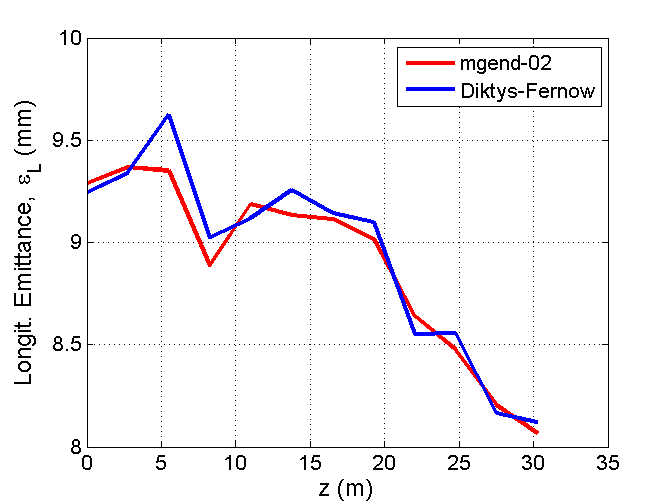 10
9.5
9
8.5
8
0 5 10 15 20 25 30 35
z (m)
Longit. Emittance, ε_L (mm)
mgend-02
Diktys-Fernow